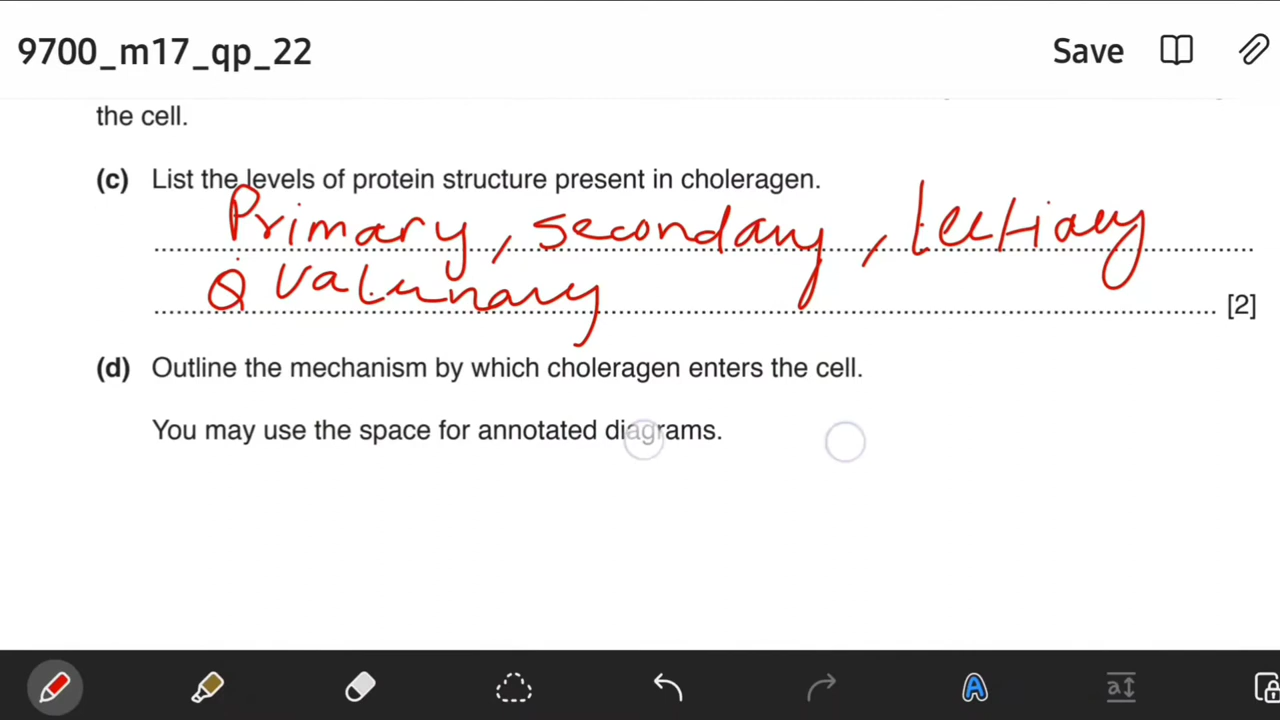 9700_m17_qp_22 Save
the cell.
(c) List the levels of protein structure present in choleragen.
Primary, secondary, tertiary
Quaternary [2]
(d) Outline the mechanism by which choleragen enters the cell.
You may use the space for annotated diagrams.
A a